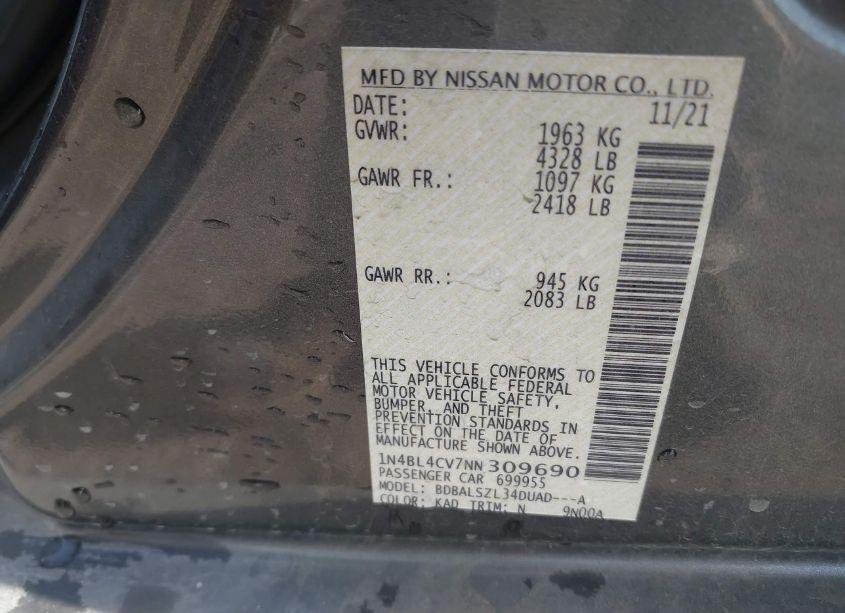 MFD BY NISSAN MOTOR CO., LTD.
DATE: 11/21
GVWR: 1963 KG
4328 LB
GAWR FR.: 1097 KG
2418 LB
GAWR RR.: 945 KG
2083 LB
THIS VEHICLE CONFORMS TO
ALL APPLICABLE FEDERAL
MOTOR VEHICLE SAFETY,
BUMPER, AND THEFT
PREVENTION STANDARDS IN
EFFECT ON THE DATE OF
MANUFACTURE SHOWN ABOVE.
1N4BL4CV7NN309690
PASSENGER CAR 699955
MODEL: BDBALSZL34DUAD---A
COLOR: KAD TRIM: N 9N00A